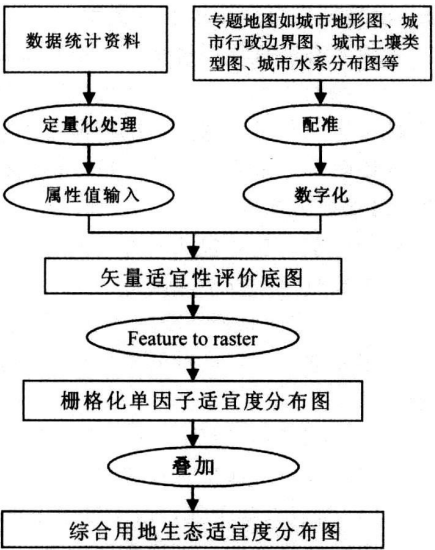 数据统计资料
专题地图如城市地形图、城
市行政边界图、城市土壤类
型图、城市水系分布图等
定量化处理
配准
属性值输入
数字化
矢量适宜性评价底图
Feature to raster
栅格化单因子适宜度分布图
叠加
综合用地生态适宜度分布图